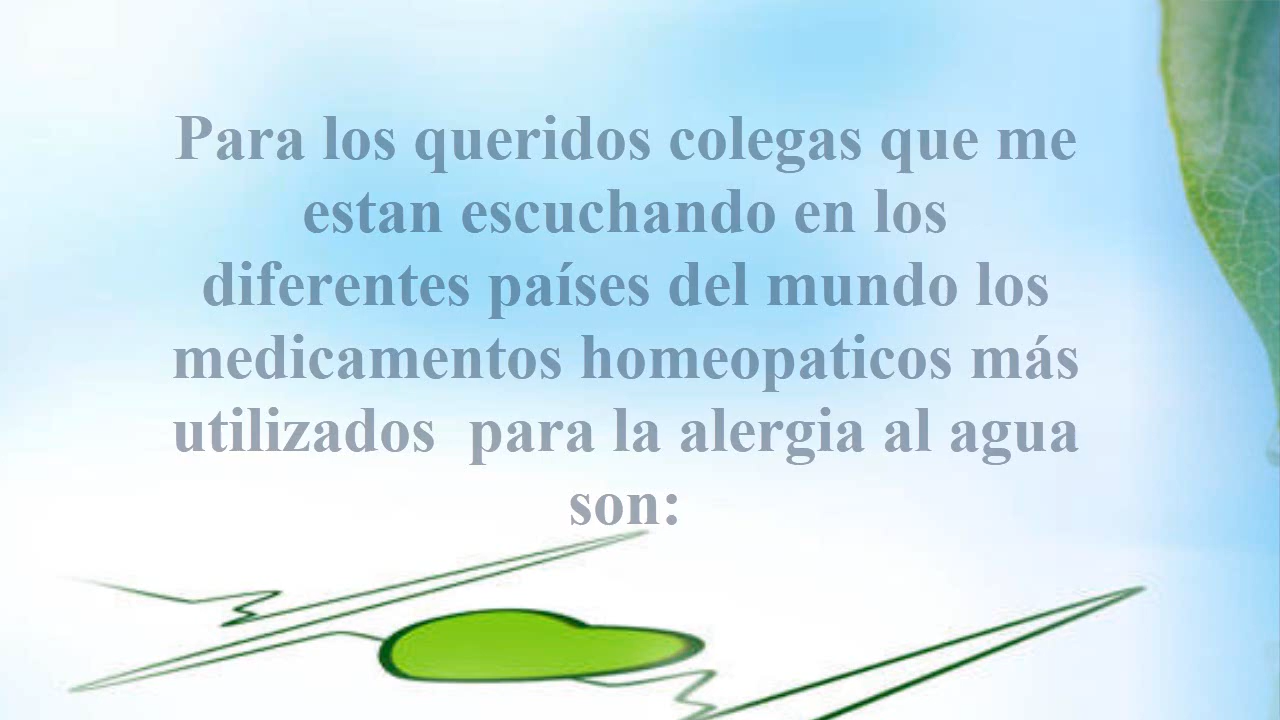 Para los queridos colegas que me
estan escuchando en los
diferentes países del mundo los
medicamentos homeopaticos más
utilizados  para la alergia al agua
son: